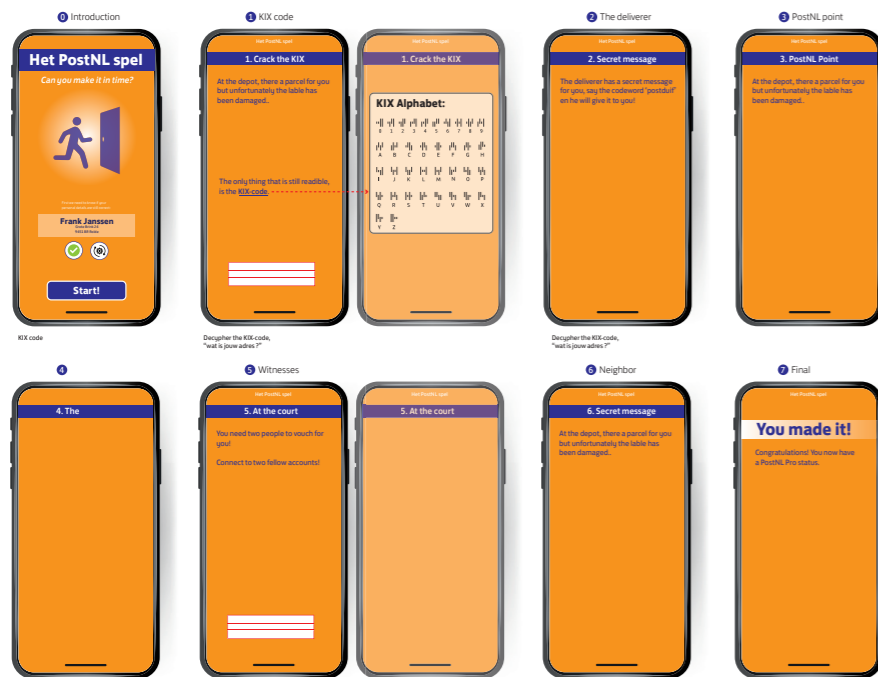 0 Introduction
1 KIX code
2 The deliverer
3 PostNL point
Het PostNL spel
Can you make it in time?
Frank Janssen
Start!
KIX code
Het PostNL spel
1. Crack the KIX
At the depot, there a parcel for you
but unfortunately the lable has
been damaged..
The only thing that is still readible,
is the KIX-code.
Decypher the KIX-code,
"wat is jouw adres ?"
Het PostNL spel
1. Crack the KIX
KIX Alphabet:
0 1 2 3 4 5 6 7 8 9
A B C D E F G H
I J K L M N O P
Q R S T U V W X
Y Z
Het PostNL spel
2. Secret message
The deliverer has a secret message
for you, say the codeword 'postduif'
en he will give it to you!
Decypher the KIX-code,
"wat is jouw adres ?"
Het PostNL spel
3. PostNL Point
At the depot, there a parcel for you
but unfortunately the lable has
been damaged..
4
5 Witnesses
6 Neighbor
7 Final
4. The
Het PostNL spel
5. At the court
You need two people to vouch for
you!
Connect to two fellow accounts!
Het PostNL spel
5. At the court
Het PostNL spel
6. Secret message
At the depot, there a parcel for you
but unfortunately the lable has
been damaged..
Het PostNL spel
You made it!
Congratulations! You now have
a PostNL Pro status.